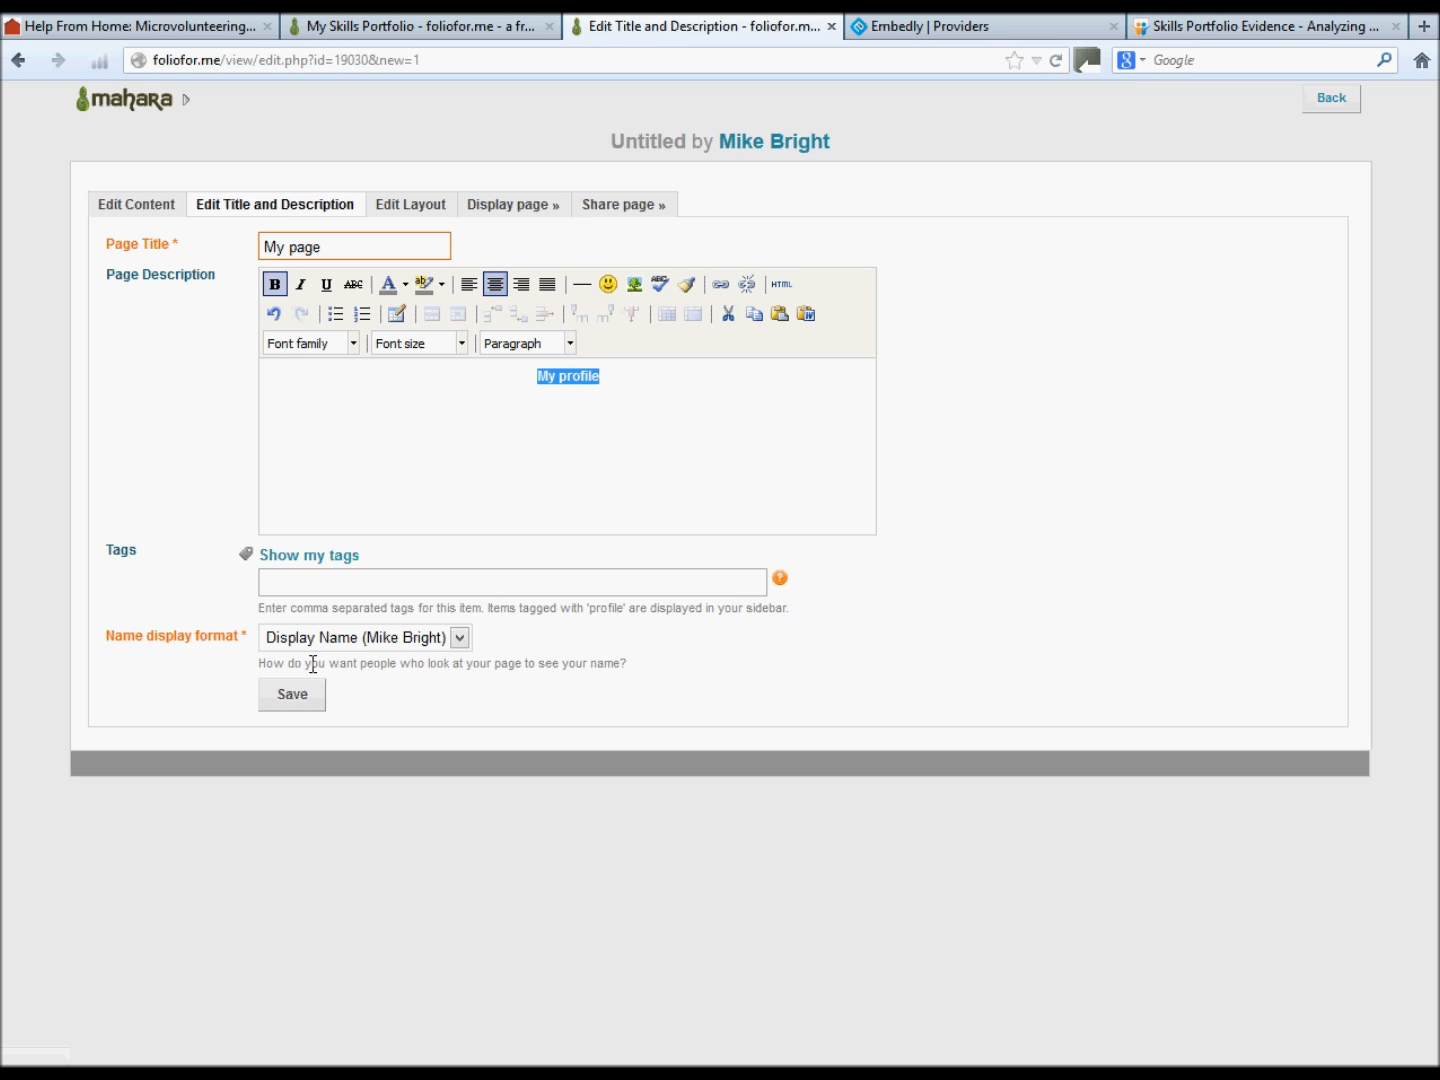 Help From Home: Microvolunteering...
My Skills Portfolio - foliofor.me - a fr...
Edit Title and Description - foliofor.m...
Embedly | Providers
Skills Portfolio Evidence - Analyzing ...
foliofor.me/view/edit.php?id=19030&new=1
8
Google
mahara
Back
Untitled by Mike Bright
Edit Content
Edit Title and Description
Edit Layout
Display page »
Share page »
Page Title *
My page
Page Description
B I U ABC A ab ABC HTML
Font family
Font size
Paragraph
My profile
Tags
Show my tags
?
Enter comma separated tags for this item. Items tagged with 'profile' are displayed in your sidebar.
Name display format *
Display Name (Mike Bright)
How do you want people who look at your page to see your name?
Save